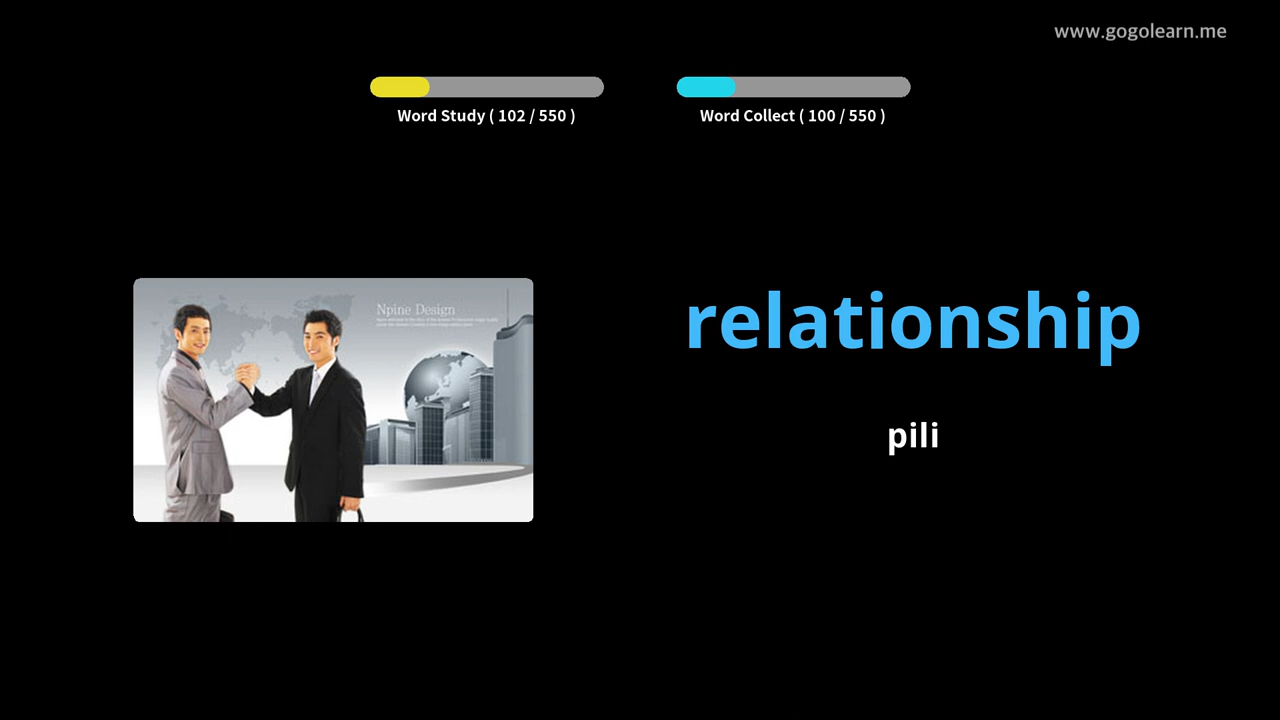 www.gogolearn.me
Word Study ( 102 / 550 )
Word Collect ( 100 / 550 )
Npine Design
relationship
pili